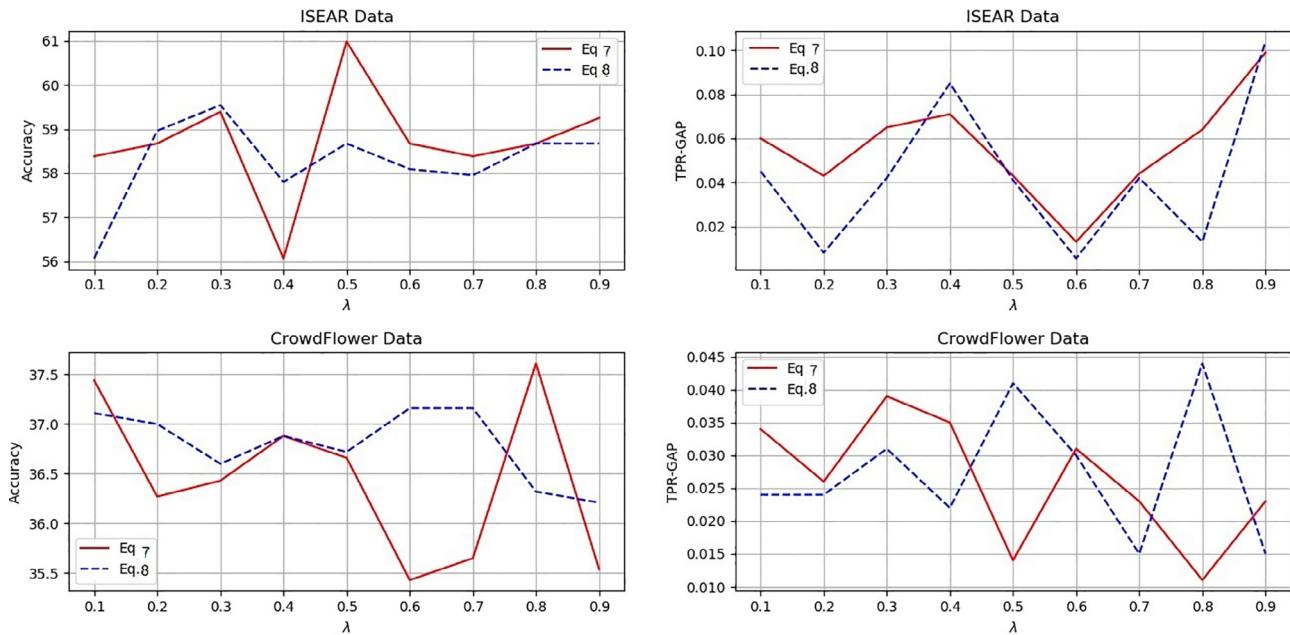 ISEAR Data
Accuracy
61
60
59
58
57
56
Eq 7
Eq 8
0.1 0.2 0.3 0.4 0.5 0.6 0.7 0.8 0.9
λ
ISEAR Data
TPR-GAP
0.10
0.08
0.06
0.04
0.02
Eq 7
Eq.8
0.1 0.2 0.3 0.4 0.5 0.6 0.7 0.8 0.9
λ
CrowdFlower Data
Accuracy
37.5
37.0
36.5
36.0
35.5
Eq 7
Eq.8
0.1 0.2 0.3 0.4 0.5 0.6 0.7 0.8 0.9
λ
CrowdFlower Data
TPR-GAP
0.045
0.040
0.035
0.030
0.025
0.020
0.015
0.010
Eq 7
Eq.8
0.1 0.2 0.3 0.4 0.5 0.6 0.7 0.8 0.9
λ